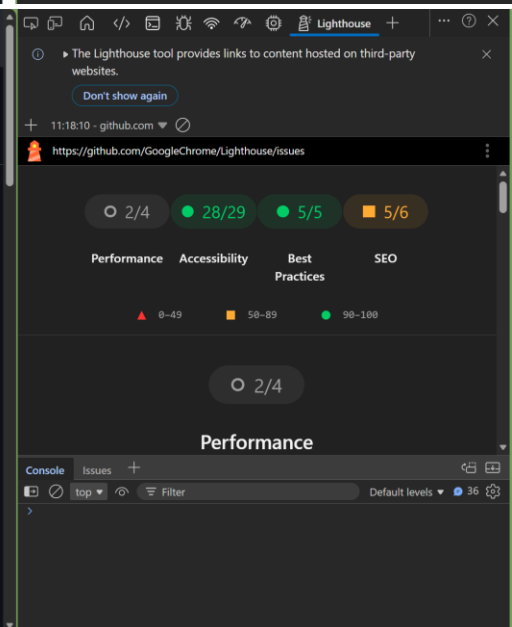 Lighthouse
The Lighthouse tool provides links to content hosted on third-party
websites.
Don't show again
11:18:10 - github.com
https://github.com/GoogleChrome/Lighthouse/issues
2/4 28/29 5/5 5/6
Performance Accessibility Best Practices SEO
0–49 50–89 90–100
2/4
Performance
Console Issues
top Filter Default levels 36